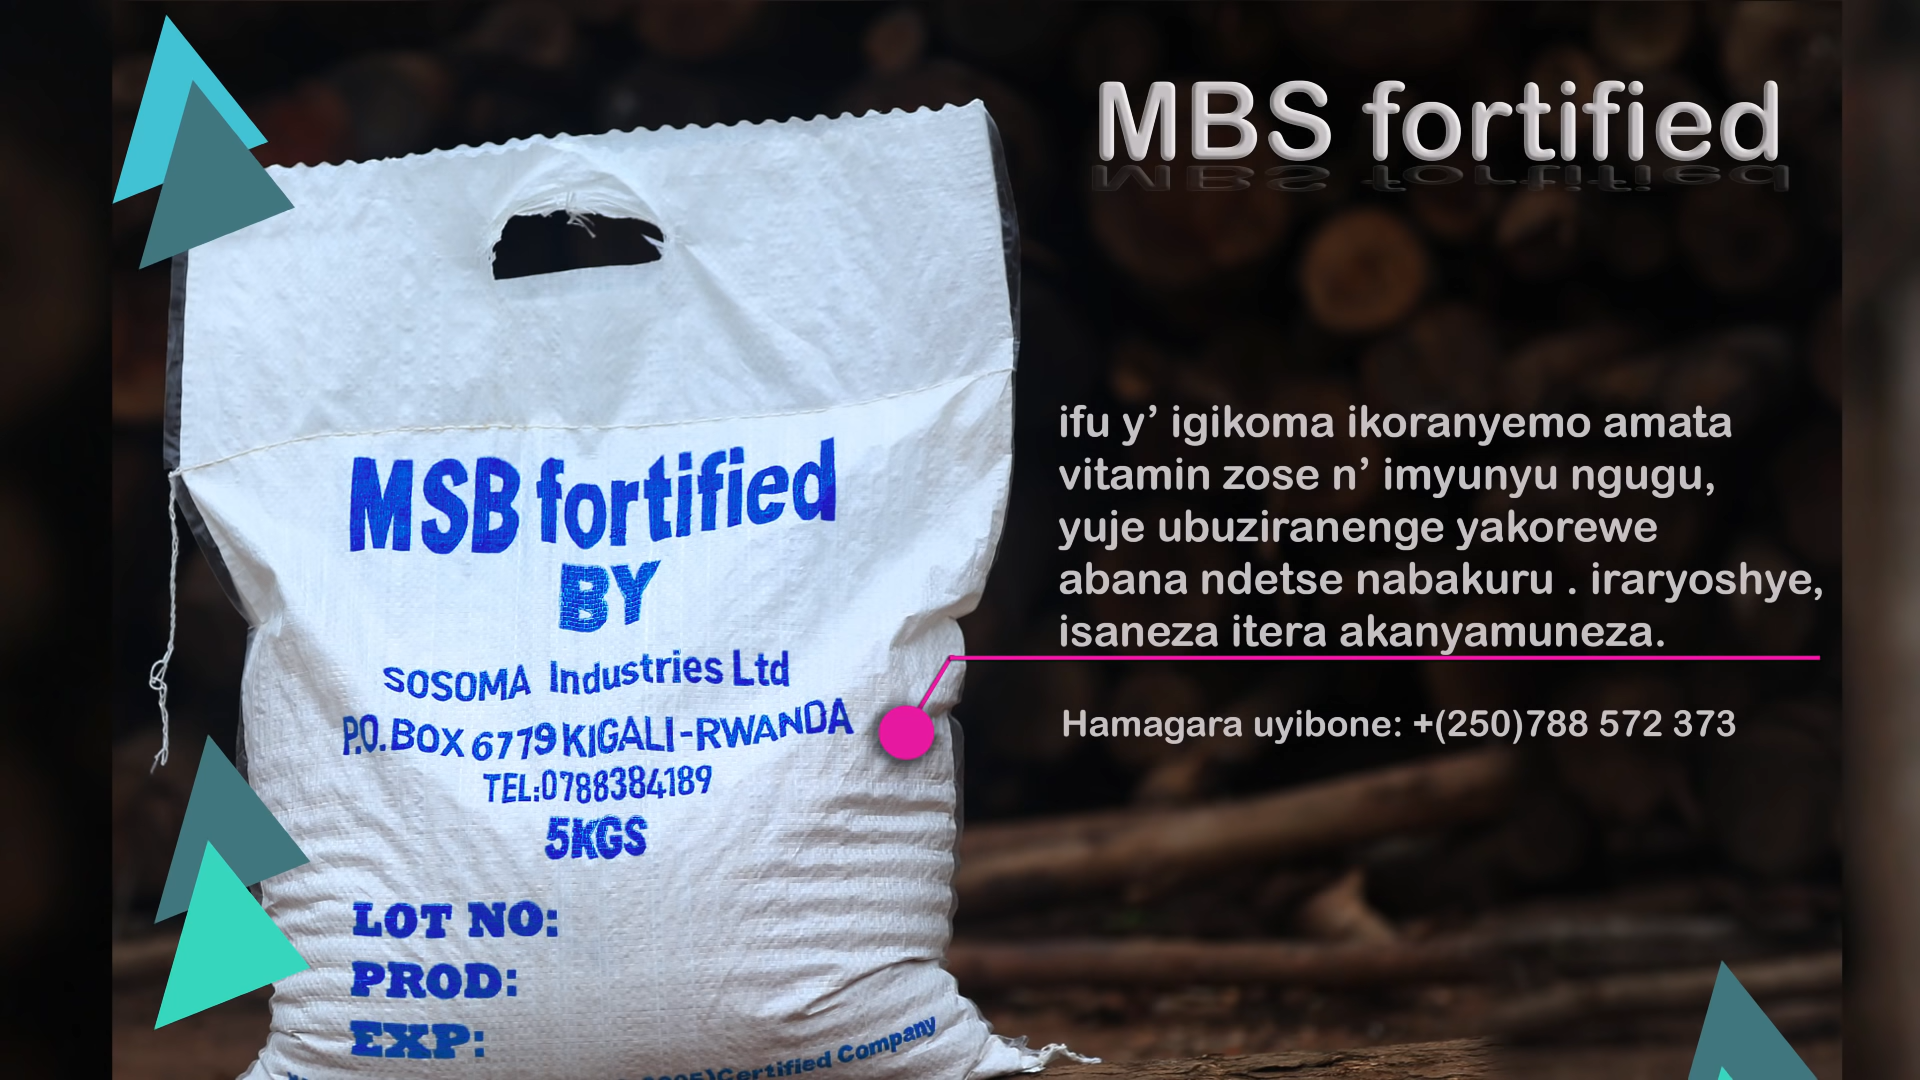 MBS fortified
MSB fortified
BY
SOSOMA Industries Ltd
P.O. BOX 6779 KIGALI-RWANDA
TEL:0788384189
5KGS
LOT NO:
PROD:
EXP:
Certified Company
ifu y’ igikoma ikoranyemo amata
vitamin zose n’ imyunyu ngugu,
yuje ubuziranenge yakorewe
abana ndetse nabakuru . iraryoshye,
isaneza itera akanyamuneza.
Hamagara uyibone: +(250)788 572 373